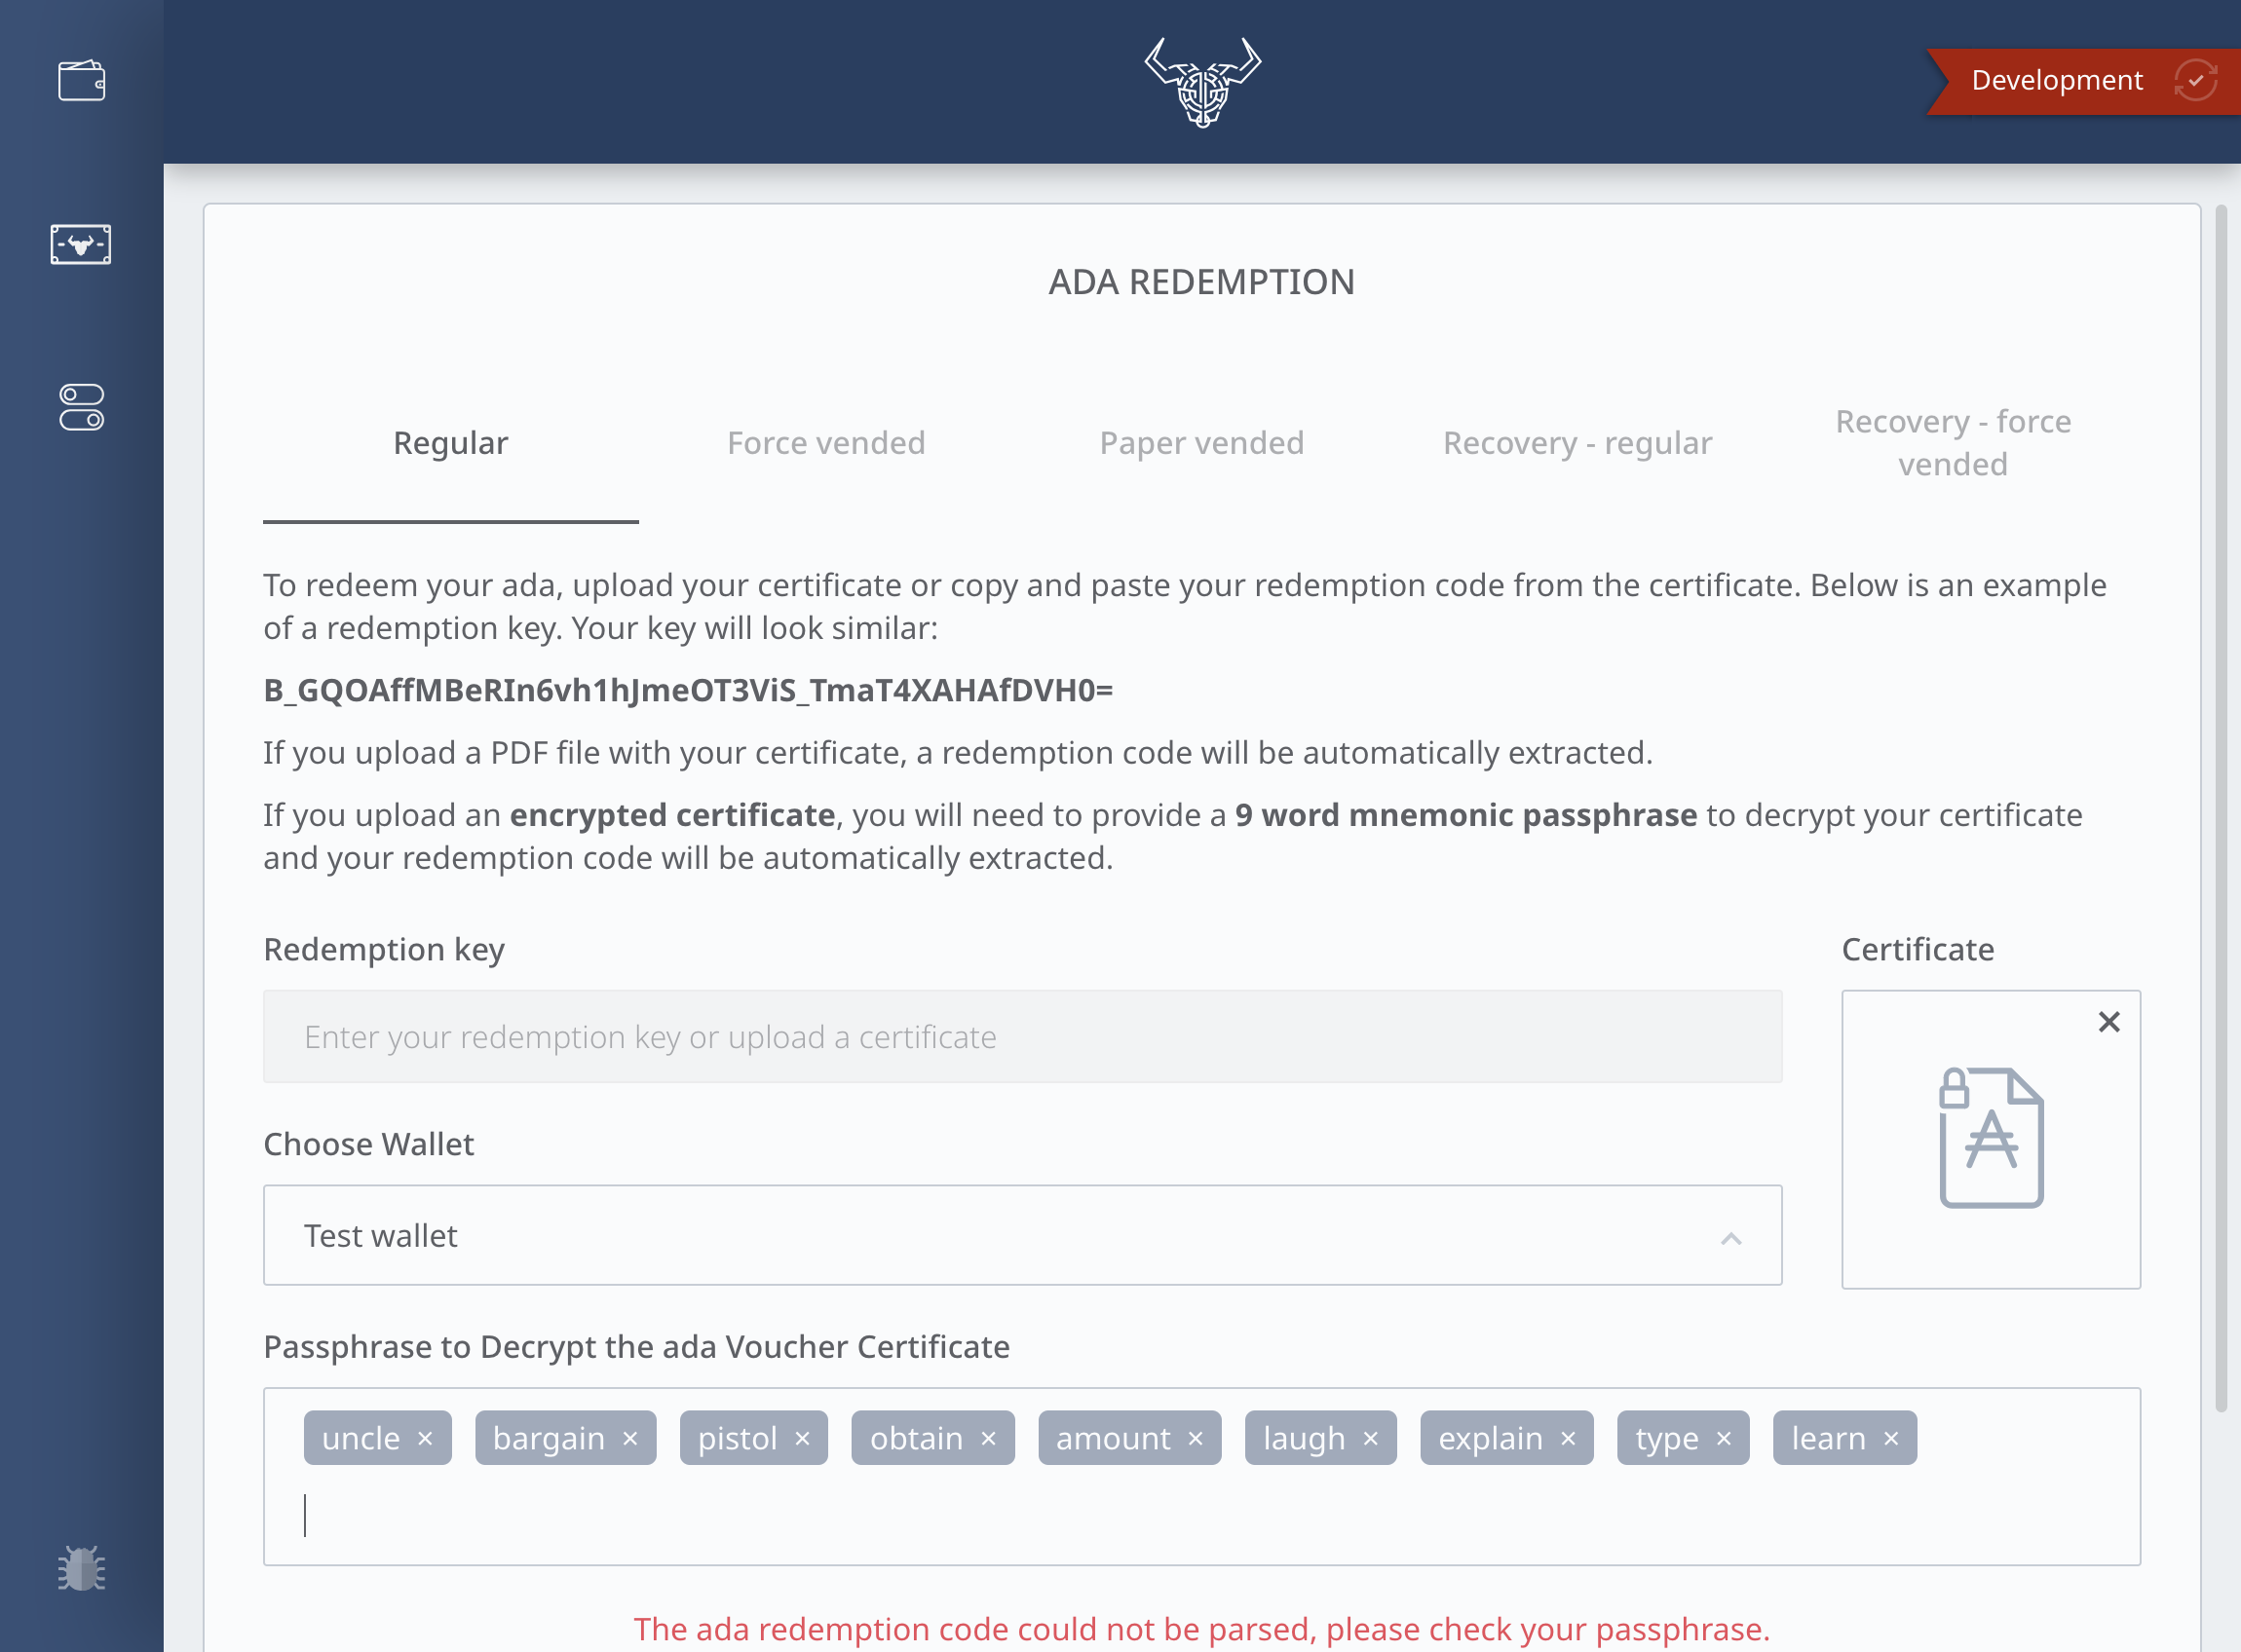 Development
ADA REDEMPTION
Regular
Force vended
Paper vended
Recovery - regular
Recovery - force
vended
To redeem your ada, upload your certificate or copy and paste your redemption code from the certificate. Below is an example
of a redemption key. Your key will look similar:
B_GQOAffMBeRIn6vh1hJmeOT3ViS_TmaT4XAHAfDVH0=
If you upload a PDF file with your certificate, a redemption code will be automatically extracted.
If you upload an encrypted certificate, you will need to provide a 9 word mnemonic passphrase to decrypt your certificate
and your redemption code will be automatically extracted.
Redemption key
Certificate
Enter your redemption key or upload a certificate
Choose Wallet
Test wallet
Passphrase to Decrypt the ada Voucher Certificate
uncle × bargain × pistol × obtain × amount × laugh × explain × type × learn ×
The ada redemption code could not be parsed, please check your passphrase.